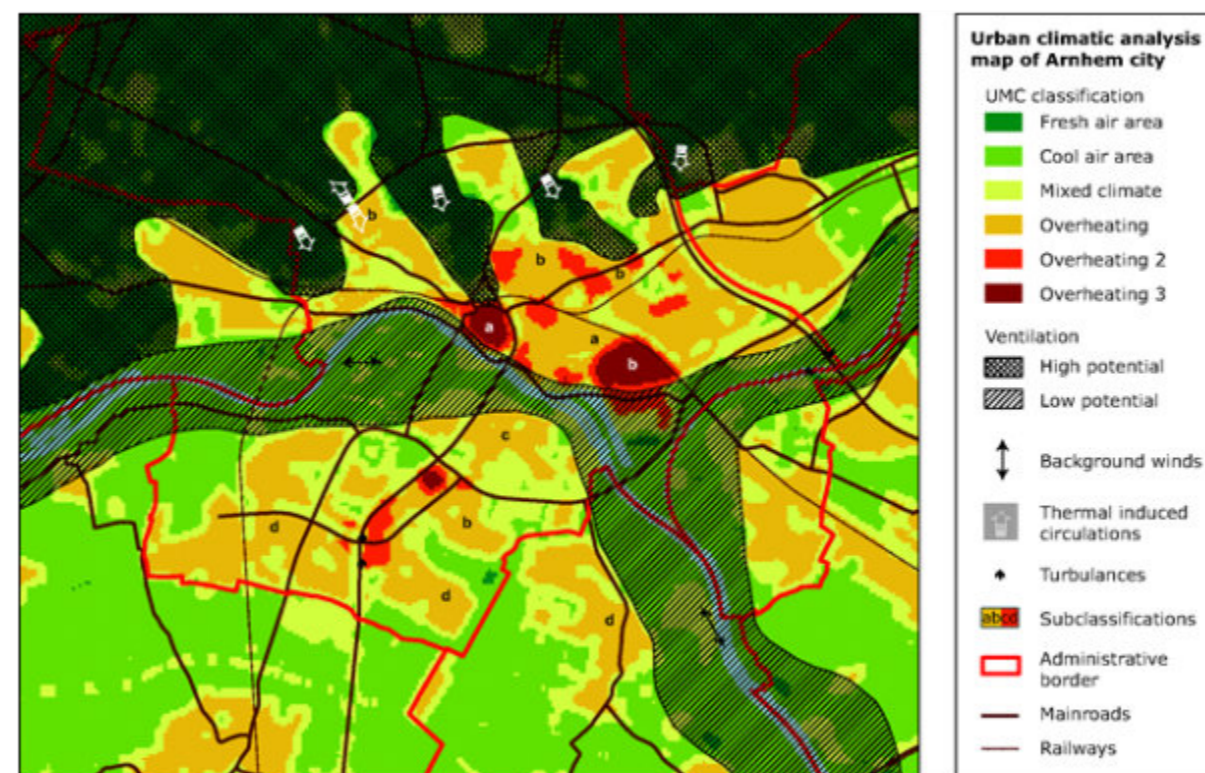 Urban climatic analysis
map of Arnhem city
UMC classification
Fresh air area
Cool air area
Mixed climate
Overheating
Overheating 2
Overheating 3
Ventilation
High potential
Low potential
Background winds
Thermal induced
circulations
Turbulances
abcd Subclassifications
Administrative
border
Mainroads
Railways
b
b
b
a
a
b
c
d
b
d
d